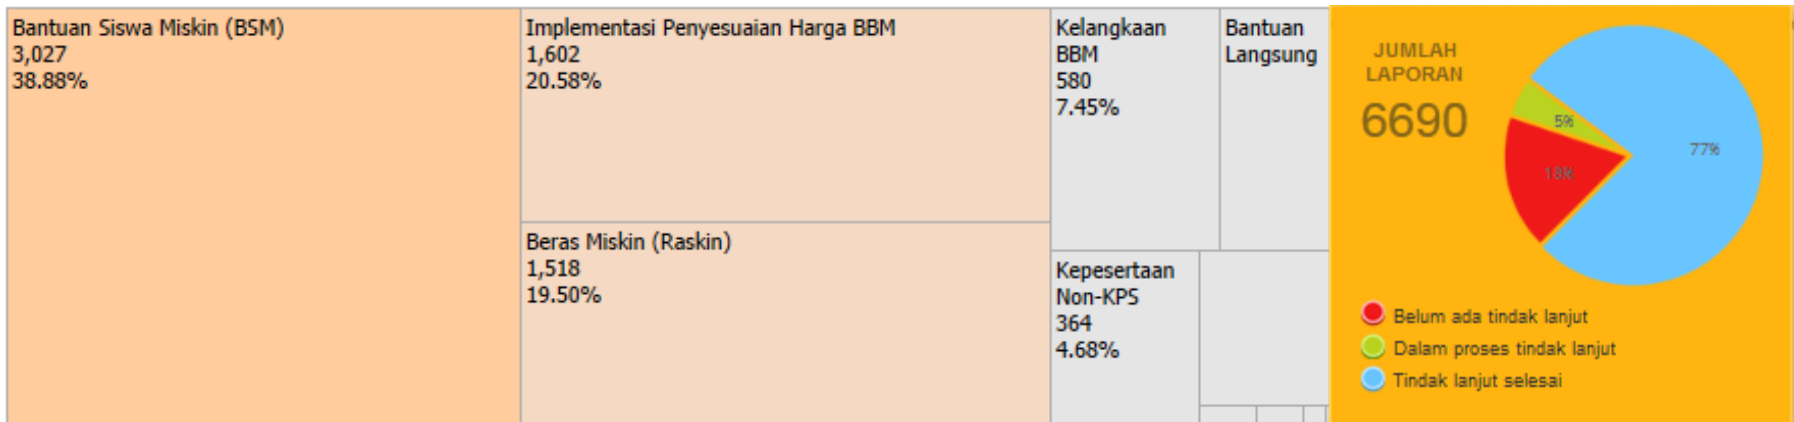 Bantuan Siswa Miskin (BSM)
3,027
38.88%
Implementasi Penyesuaian Harga BBM
1,602
20.58%
Beras Miskin (Raskin)
1,518
19.50%
Kelangkaan
BBM
580
7.45%
Bantuan
Langsung
Kepesertaan
Non-KPS
364
4.68%
JUMLAH
LAPORAN
6690
5%
77%
18%
Belum ada tindak lanjut
Dalam proses tindak lanjut
Tindak lanjut selesai